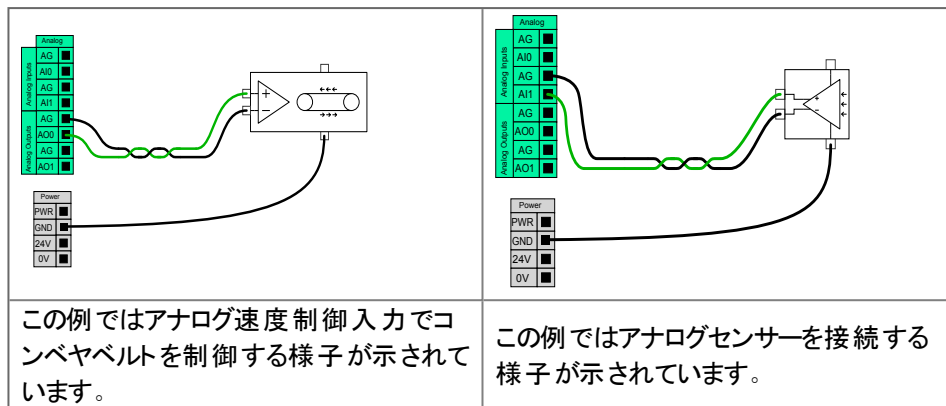 Analog
Analog Inputs
AG
AI0
AG
AI1
Analog Outputs
AG
AO0
AG
AO1
Power
PWR
GND
24V
0V
+
−
←←←
→→→
この例ではアナログ速度制御入力でコ
ンベヤベルトを制御する様子が示されて
います。
Analog
Analog Inputs
AG
AI0
AG
AI1
Analog Outputs
AG
AO0
AG
AO1
Power
PWR
GND
24V
0V
+
−
この例ではアナログセンサーを接続する
様子が示されています。